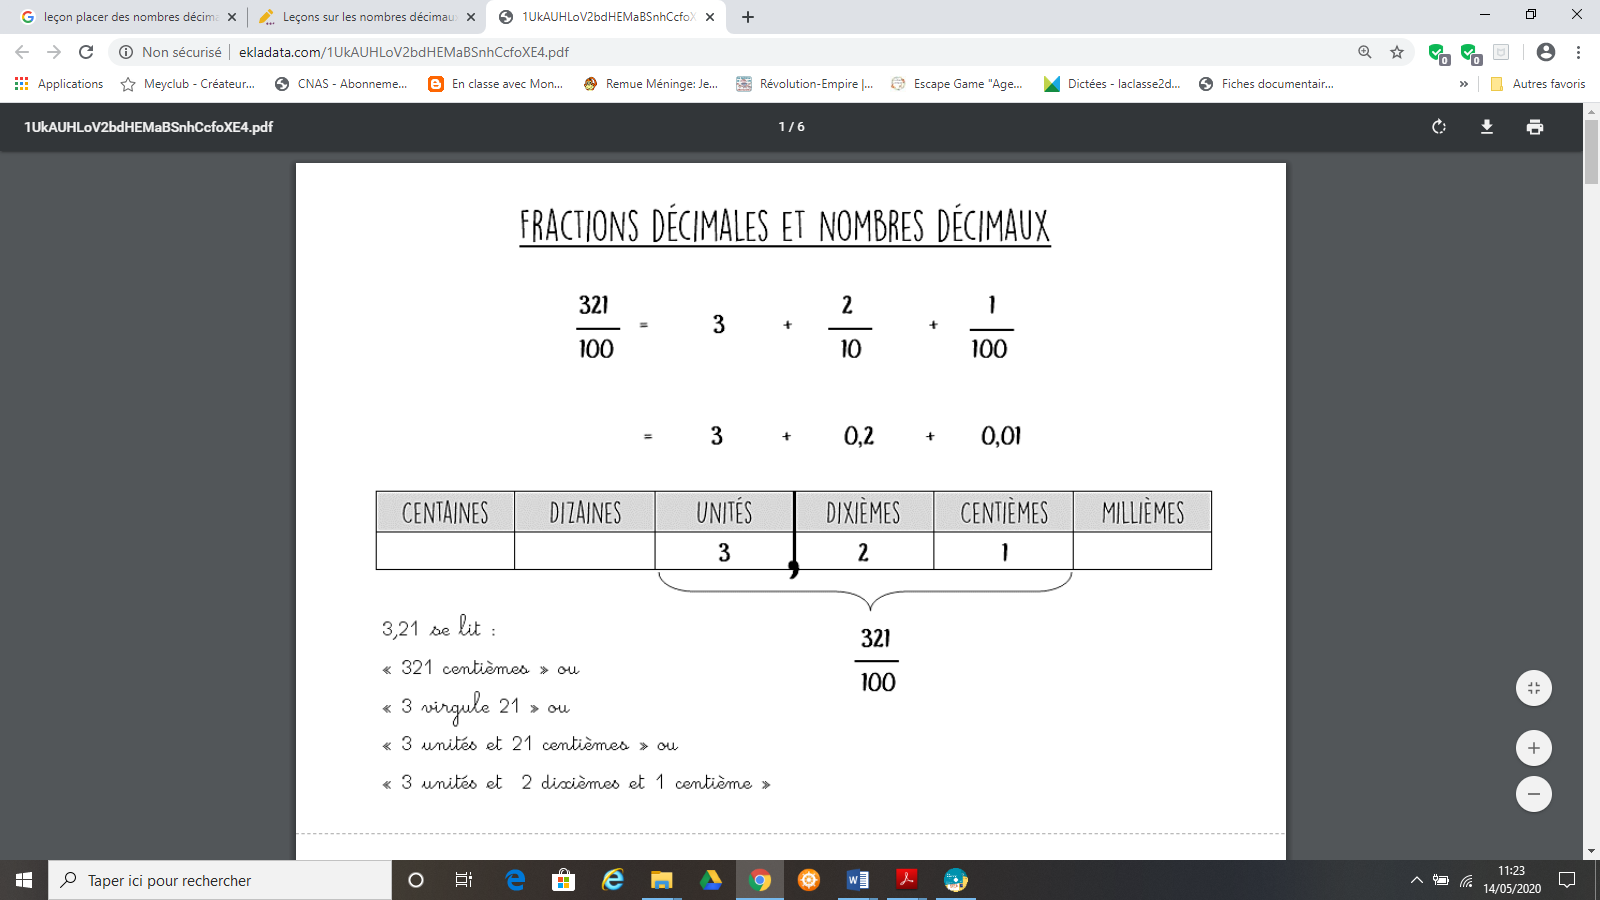 leçon placer des nombres décima
Leçons sur les nombres décimau
1UkAUHLoV2bdHEMaBSnhCcfoX
Non sécurisé | ekladata.com/1UkAUHLoV2bdHEMaBSnhCcfoXE4.pdf
0 0
Applications Meyclub - Créateur... CNAS - Abonneme... En classe avec Mon... Remue Méninge: Je... Révolution-Empire |... Escape Game "Age... Dictées - laclasse2d... Fiches documentair... » Autres favoris
1UkAUHLoV2bdHEMaBSnhCcfoXE4.pdf 1 / 6
FRACTIONS DÉCIMALES ET NOMBRES DÉCIMAUX
321 2 1
= 3 + +
100 10 100
= 3 + 0,2 + 0,01
CENTAINES DIZAINES UNITÉS DIXIÈMES CENTIÈMES MILLIÈMES
3 , 2 1
3,21 se lit :
321
100
« 321 centièmes » ou
« 3 virgule 21 » ou
« 3 unités et 21 centièmes » ou
« 3 unités et 2 dixièmes et 1 centième »
Taper ici pour rechercher
11:23
14/05/2020